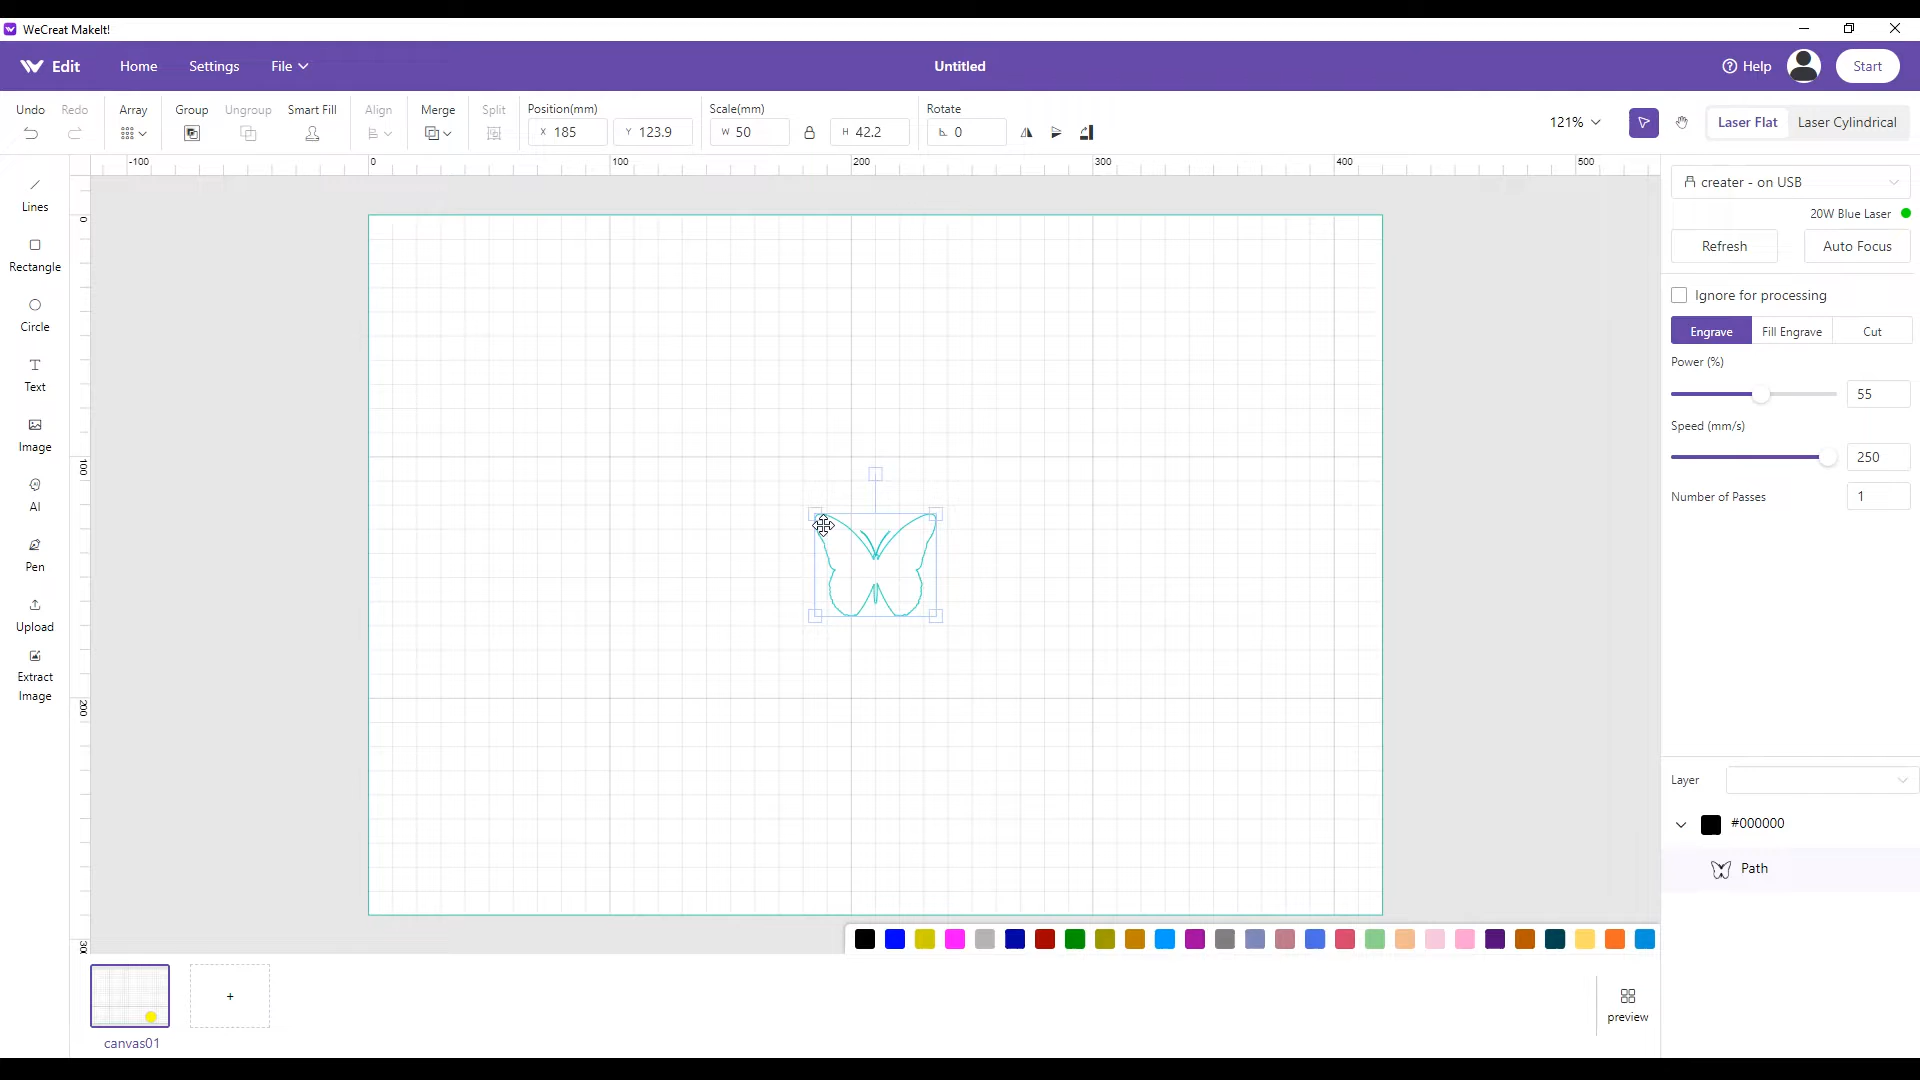 WeCreat MakeIt!
Edit Home Settings File Untitled Help Start
Undo Redo Array Group Ungroup Smart Fill Align Merge Split Position(mm) Scale(mm) Rotate
X 185 Y 123.9 W 50 H 42.2 0 121% Laser Flat Laser Cylindrical
-100 0 100 200 300 400 500
0
100
200
30
Lines
Rectangle
Circle
Text
Image
AI
Pen
Upload
Extract
Image
creater - on USB
20W Blue Laser
Refresh Auto Focus
Ignore for processing
Engrave Fill Engrave Cut
Power (%)
55
Speed (mm/s)
250
Number of Passes 1
Layer
#000000
Path
+
canvas01
preview